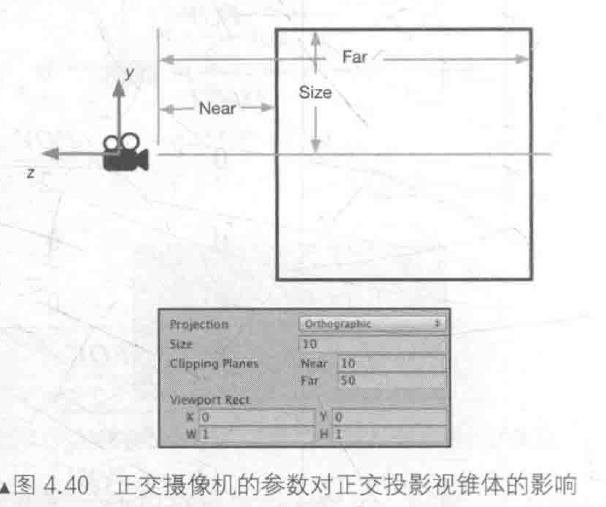 Far
y
Size
Near
z
Projection Orthographic
Size 10
Clipping Planes Near 10
Far 50
Viewport Rect
X 0 Y 0
W 1 H 1
▲图 4.40 正交摄像机的参数对正交投影视锥体的影响